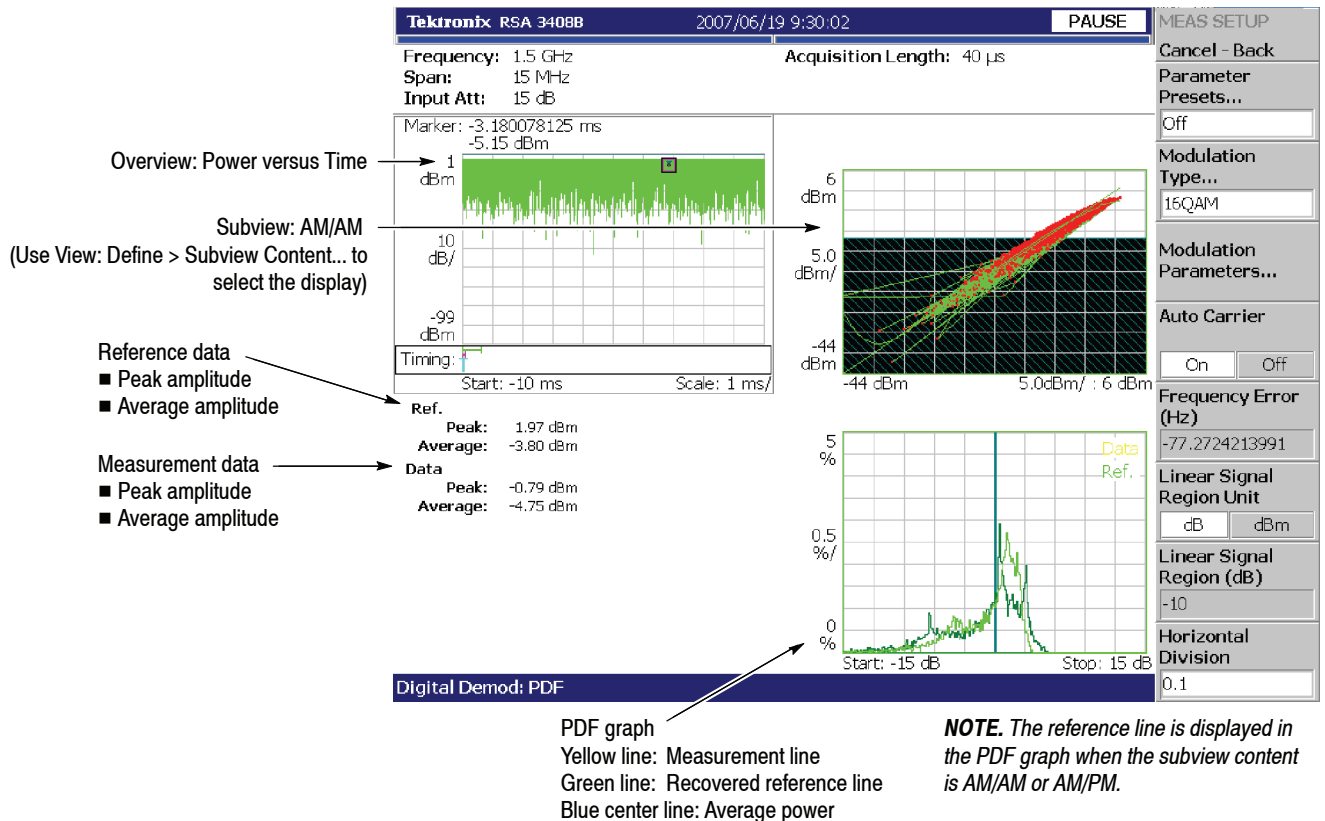 Tektronix RSA 3408B 2007/06/19 9:30:02 PAUSE
Frequency: 1.5 GHz
Span: 15 MHz
Input Att: 15 dB
Acquisition Length: 40 µs
Marker: -3.180078125 ms
-5.15 dBm
1
dBm
10
dB/
-99
dBm
Timing:
Start: -10 ms Scale: 1 ms/
6
dBm
5.0
dBm/
-44
dBm
-44 dBm 5.0dBm/ : 6 dBm
Ref.
Peak: 1.97 dBm
Average: -3.80 dBm
Data
Peak: -0.79 dBm
Average: -4.75 dBm
5
%
0.5
%/
0
%
Data
Ref.
Start: -15 dB Stop: 15 dB
Digital Demod: PDF
MEAS SETUP
Cancel - Back
Parameter
Presets...
Off
Modulation
Type...
16QAM
Modulation
Parameters...
Auto Carrier
On Off
Frequency Error
(Hz)
-77.2724213991
Linear Signal
Region Unit
dB dBm
Linear Signal
Region (dB)
-10
Horizontal
Division
0.1
Overview: Power versus Time
Subview: AM/AM
(Use View: Define > Subview Content... to
select the display)
Reference data
■ Peak amplitude
■ Average amplitude
Measurement data
■ Peak amplitude
■ Average amplitude
PDF graph
Yellow line: Measurement line
Green line: Recovered reference line
Blue center line: Average power
NOTE. The reference line is displayed in
the PDF graph when the subview content
is AM/AM or AM/PM.